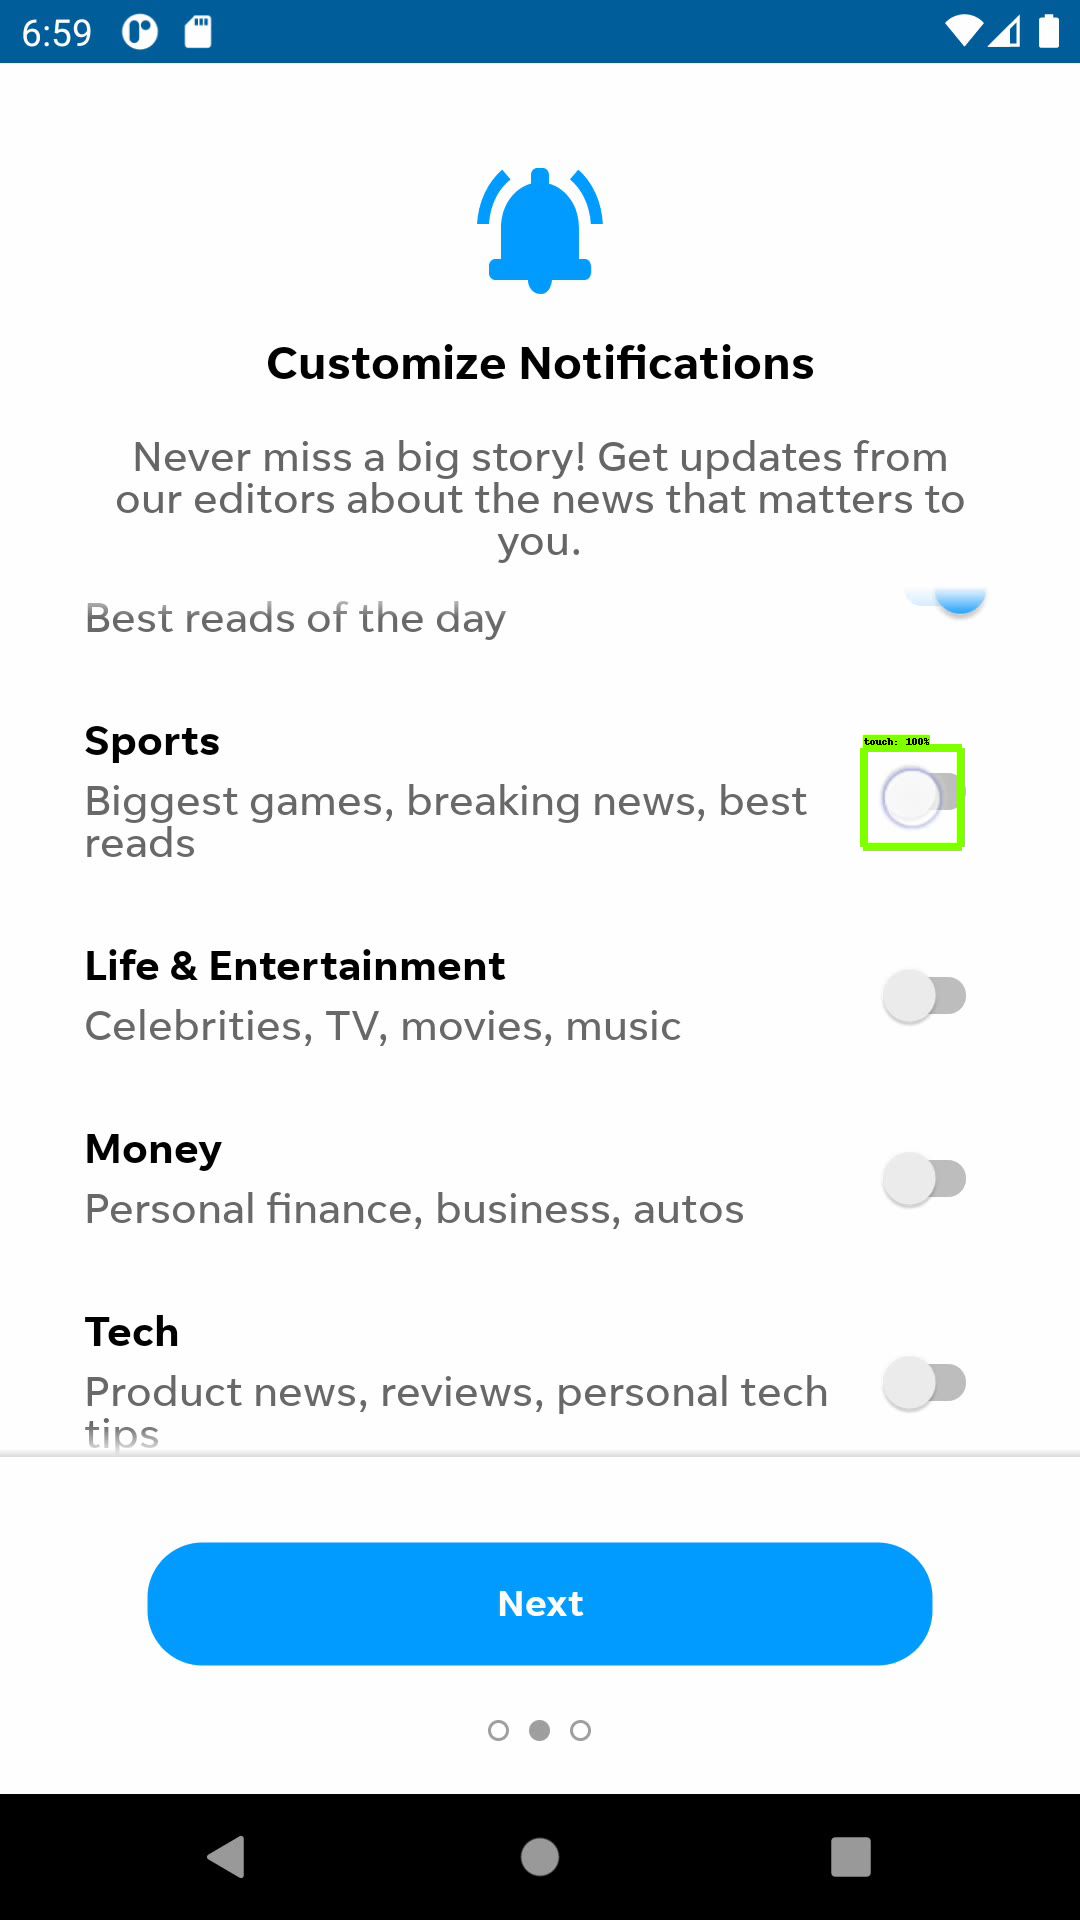 6:59
Customize Notifications
Never miss a big story! Get updates from
our editors about the news that matters to
you.
Best reads of the day
Sports
touch: 100%
Biggest games, breaking news, best
reads
Life & Entertainment
Celebrities, TV, movies, music
Money
Personal finance, business, autos
Tech
Product news, reviews, personal tech
tips
Next